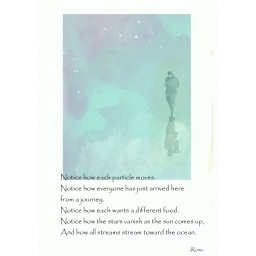 Notice how each particle moves.
Notice how everyone has just arrived here
from a journey.
Notice how each wants a different food.
Notice how the stars vanish as the sun comes up,
And how all streams stream toward the ocean.
-Rumi